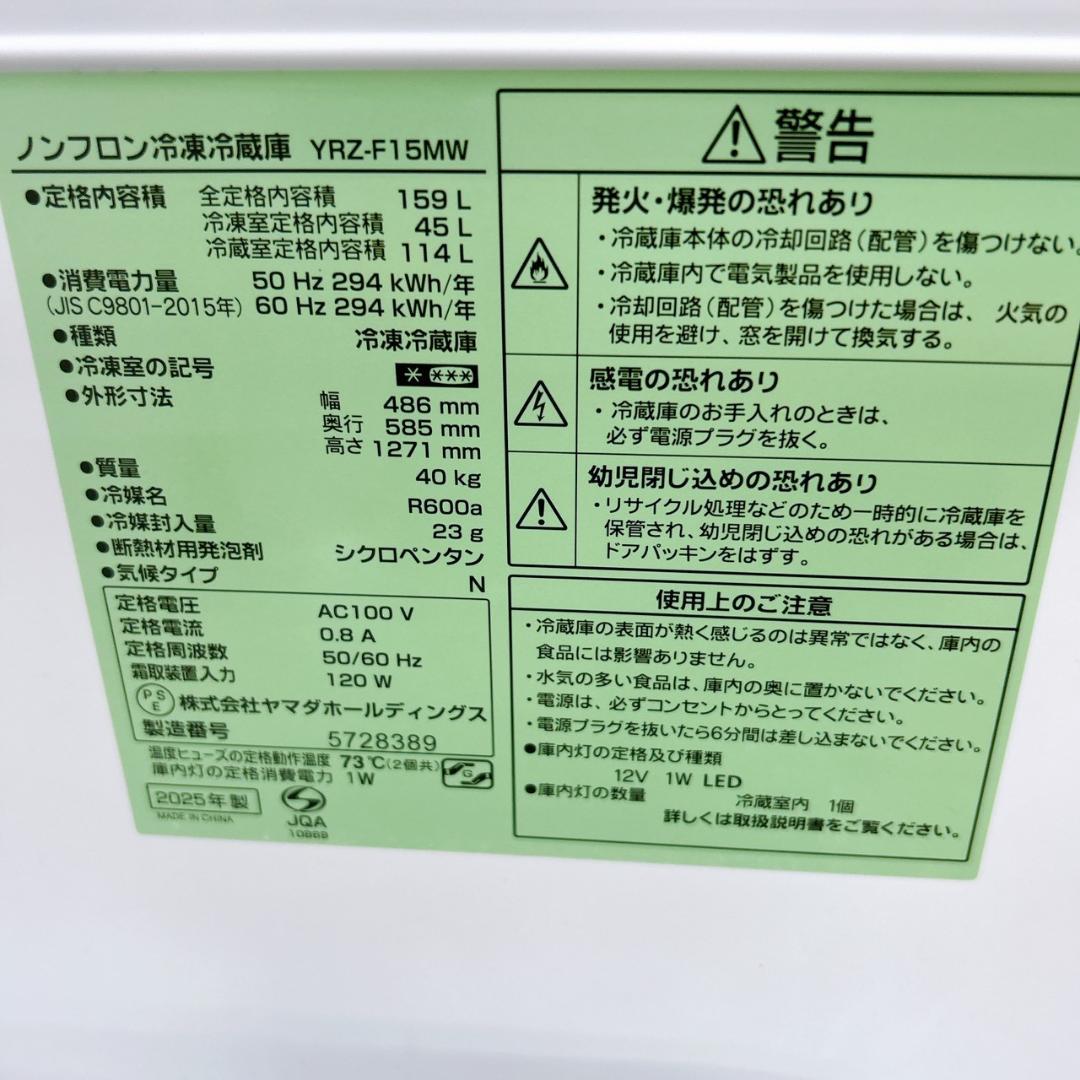 ノンフロン冷凍冷蔵庫 YRZ-F15MW
●定格内容積 全定格内容積 159 L
冷凍室定格内容積 45 L
冷蔵室定格内容積 114 L
●消費電力量 50 Hz 294 kWh/年
(JIS C9801-2015年) 60 Hz 294 kWh/年
●種類 冷凍冷蔵庫
●冷凍室の記号
●外形寸法 幅 486 mm
奥行 585 mm
高さ 1271 mm
●質量 40 kg
●冷媒名 R600a
●冷媒封入量 23 g
●断熱材用発泡剤 シクロペンタン
●気候タイプ N
定格電圧 AC100 V
定格電流 0.8 A
定格周波数 50/60 Hz
霜取装置入力 120 W
PSE 株式会社ヤマダホールディングス
製造番号 5728389
温度ヒューズの定格動作温度 73℃(2個共)
庫内灯の定格消費電力 1W
G
2025年製
MADE IN CHINA
JQA
1088B
警告
発火・爆発の恐れあり
・冷蔵庫本体の冷却回路(配管)を傷つけない。
・冷蔵庫内で電気製品を使用しない。
・冷却回路(配管)を傷つけた場合は、火気の
使用を避け、窓を開けて換気する。
感電の恐れあり
・冷蔵庫のお手入れのときは、
必ず電源プラグを抜く。
幼児閉じ込めの恐れあり
・リサイクル処理などのため一時的に冷蔵庫を
保管され、幼児閉じ込めの恐れがある場合は、
ドアパッキンをはずす。
使用上のご注意
・冷蔵庫の表面が熱く感じるのは異常ではなく、庫内の
食品には影響ありません。
・水気の多い食品は、庫内の奥に置かないでください。
・電源は、必ずコンセントからとってください。
・電源プラグを抜いたら6分間は差し込まないでください。
●庫内灯の定格及び種類
12V 1W LED
●庫内灯の数量 冷蔵室内 1個
詳しくは取扱説明書をご覧ください。